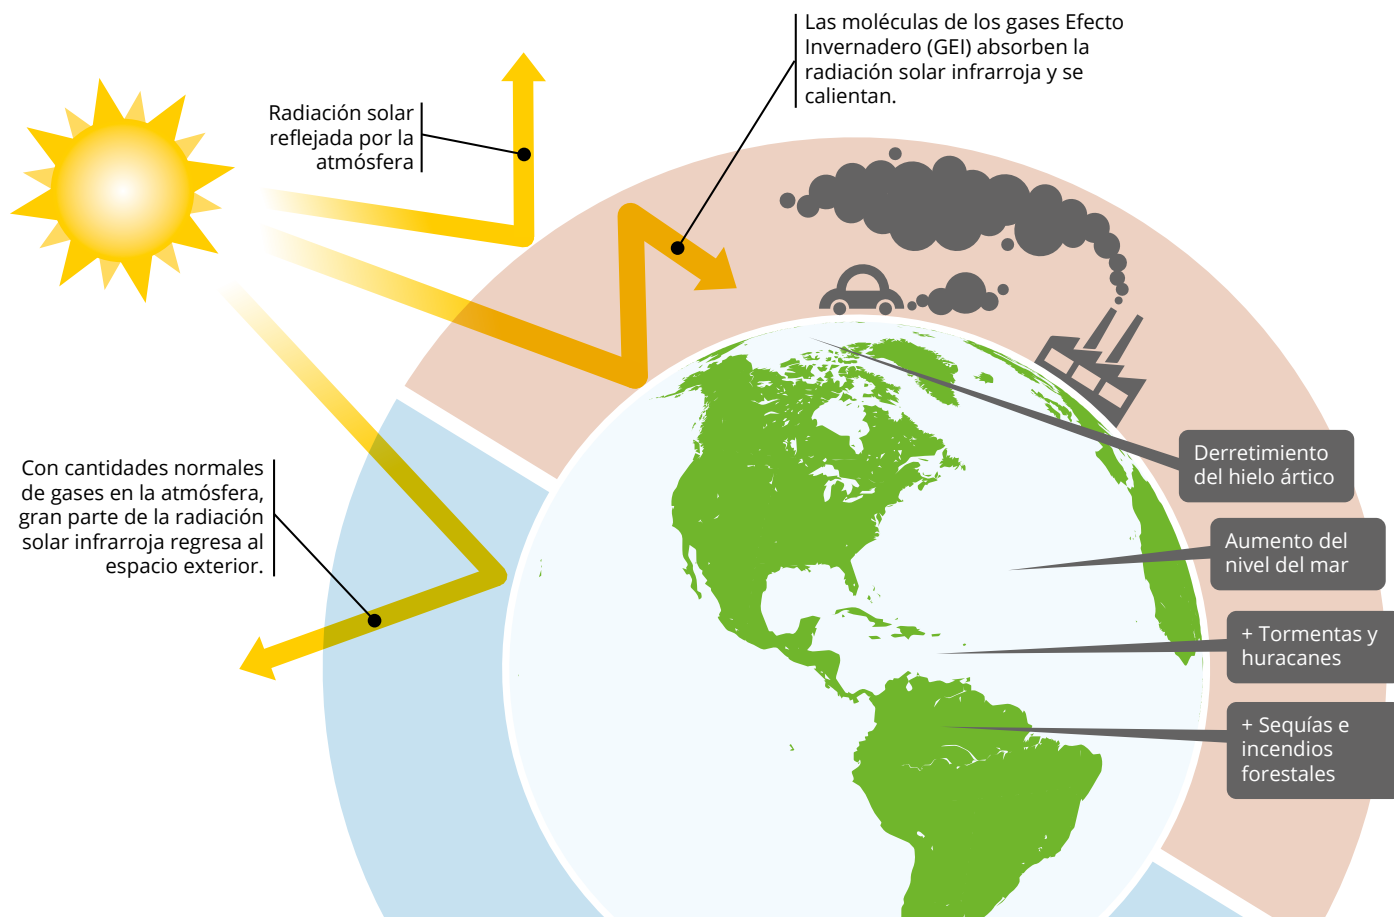 Las moléculas de los gases Efecto
Invernadero (GEI) absorben la
radiación solar infrarroja y se
calientan.
Radiación solar
reflejada por la
atmósfera
Con cantidades normales
de gases en la atmósfera,
gran parte de la radiación
solar infrarroja regresa al
espacio exterior.
Derretimiento
del hielo ártico
Aumento del
nivel del mar
+ Tormentas y
huracanes
+ Sequías e
incendios
forestales